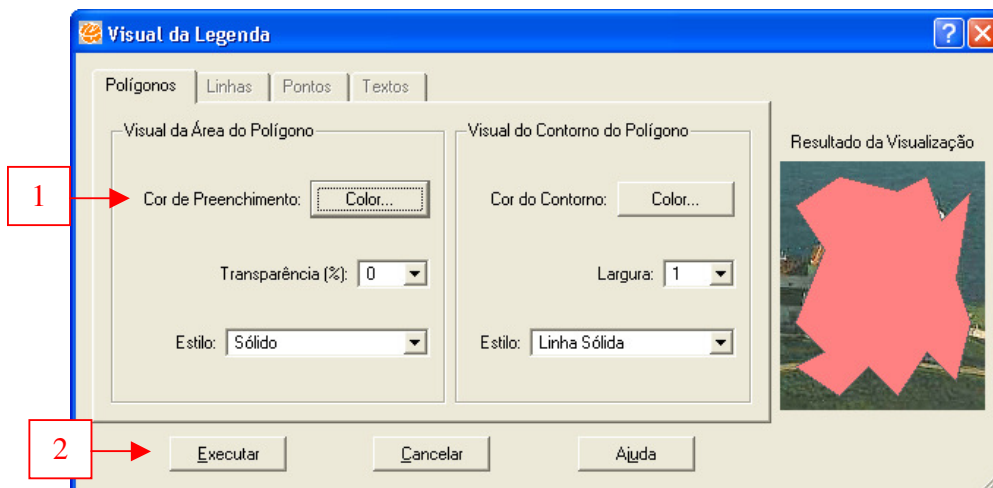 Visual da Legenda
Polígonos Linhas Pontos Textos
Visual da Área do Polígono
Visual do Contorno do Polígono
Resultado da Visualização
1
Cor de Preenchimento: Color...
Cor do Contorno: Color...
Transparência (%): 0
Largura: 1
Estilo: Sólido
Estilo: Linha Sólida
2
Executar Cancelar Ajuda